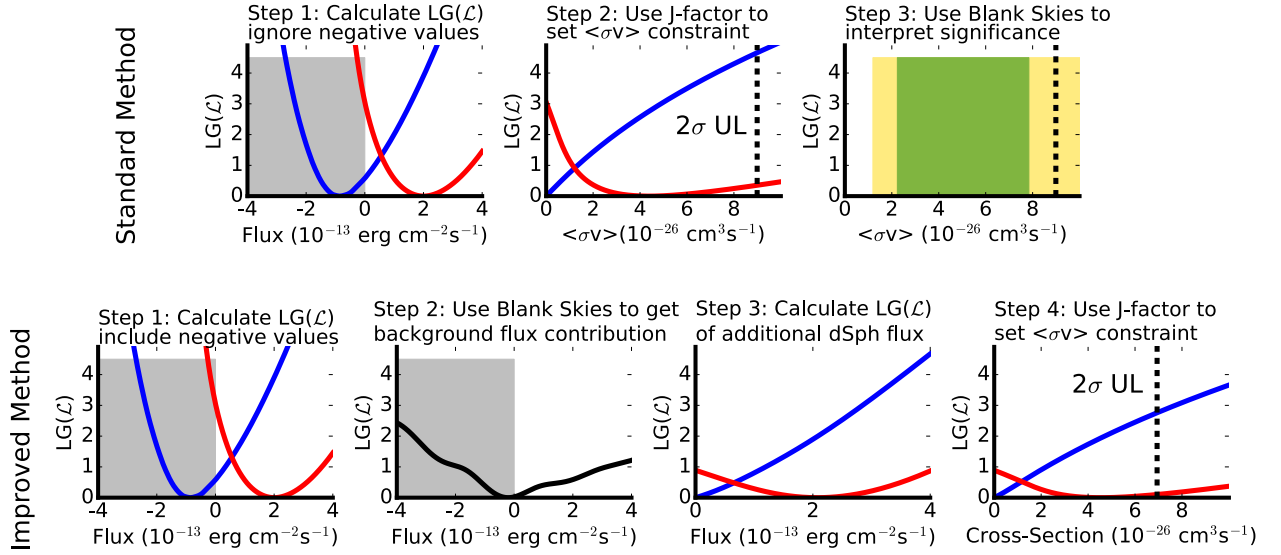 Standard Method
Step 1: Calculate LG(ℒ)
ignore negative values
LG(ℒ)
4
3
2
1
0
-4 -2 0 2 4
Flux (10⁻¹³ erg cm⁻²s⁻¹)
Step 2: Use J-factor to
set <σv> constraint
LG(ℒ)
4
3
2
1
0
2σ UL
0 2 4 6 8
<σv>(10⁻²⁶ cm³s⁻¹)
Step 3: Use Blank Skies to
interpret significance
LG(ℒ)
4
3
2
1
0
0 2 4 6 8
<σv> (10⁻²⁶ cm³s⁻¹)
Improved Method
Step 1: Calculate LG(ℒ)
include negative values
LG(ℒ)
4
3
2
1
0
-4 -2 0 2 4
Flux (10⁻¹³ erg cm⁻²s⁻¹)
Step 2: Use Blank Skies to get
background flux contribution
LG(ℒ)
4
3
2
1
0
-4 -2 0 2 4
Flux (10⁻¹³ erg cm⁻²s⁻¹)
Step 3: Calculate LG(ℒ)
of additional dSph flux
LG(ℒ)
4
3
2
1
0
0 1 2 3 4
Flux (10⁻¹³ erg cm⁻²s⁻¹)
Step 4: Use J-factor to
set <σv> constraint
LG(ℒ)
4
3
2
1
0
2σ UL
0 2 4 6 8
Cross-Section (10⁻²⁶ cm³s⁻¹)